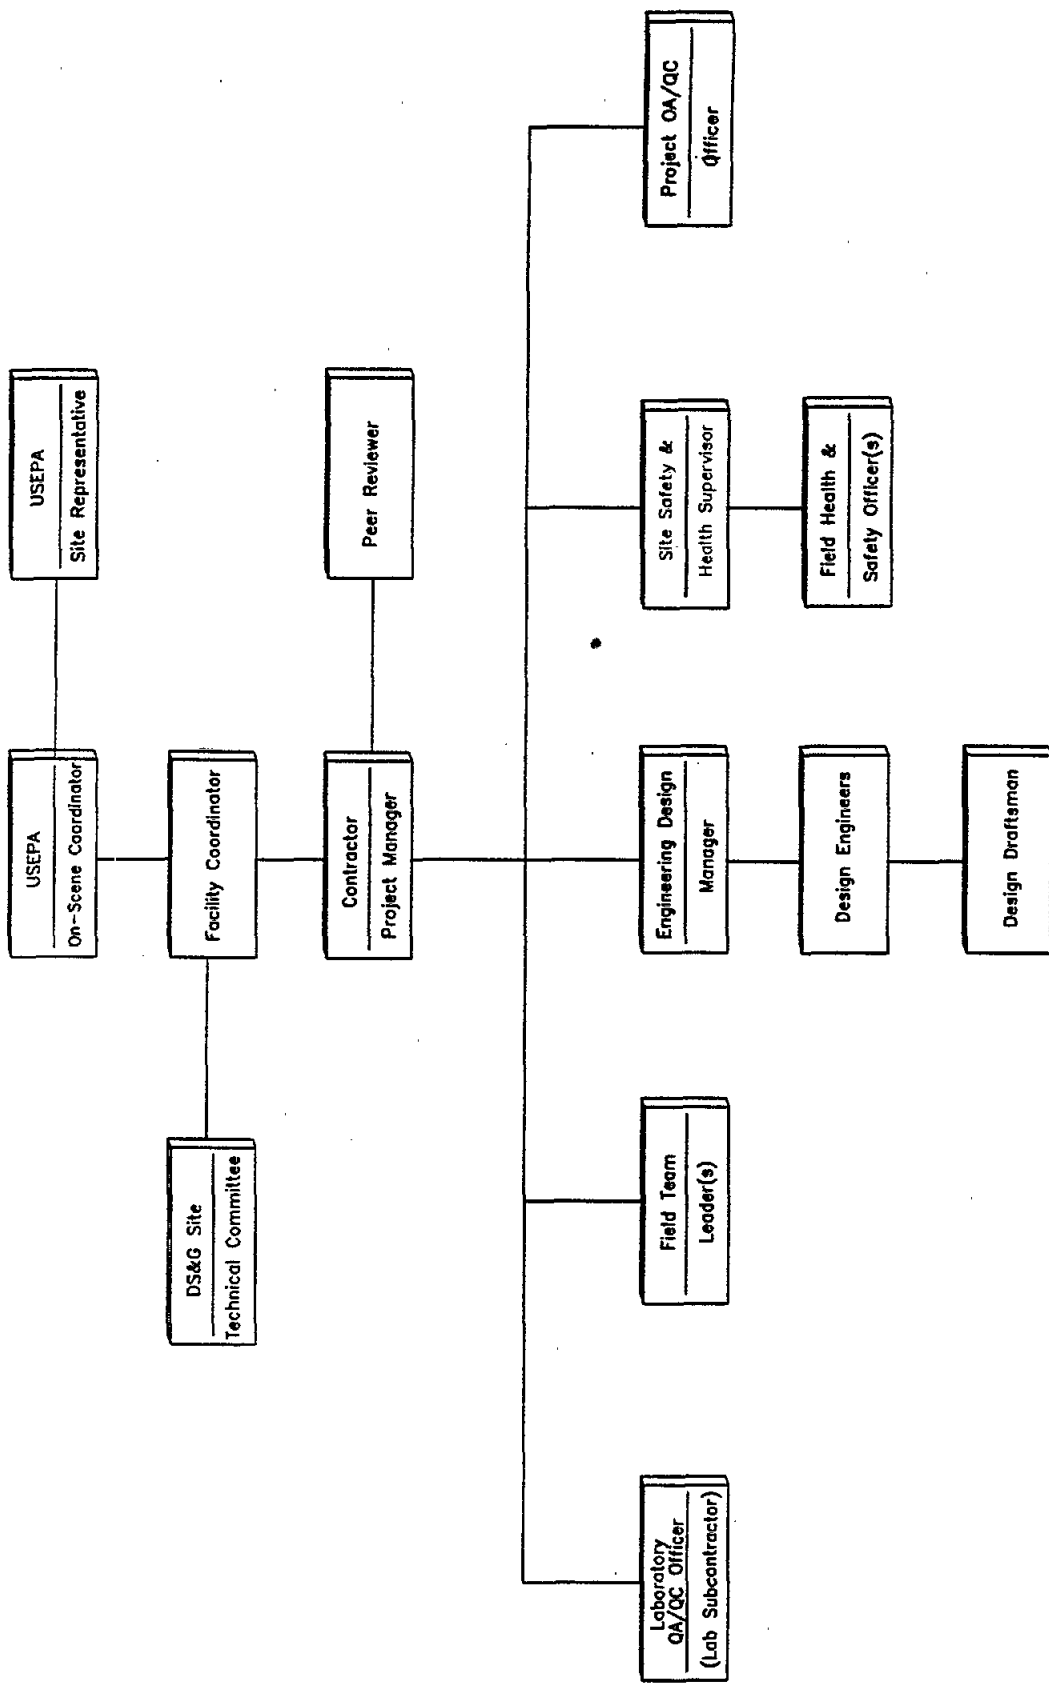 USEPA
On-Scene Coordinator
USEPA
Site Representative
DS&G Site
Technical Committee
Facility Coordinator
Contractor
Project Manager
Peer Reviewer
Laboratory
QA/QC Officer
(Lab Subcontractor)
Field Team
Leader(s)
Engineering Design
Manager
Site Safety &
Health Supervisor
Project QA/QC
Officer
Design Engineers
Field Health &
Safety Officer(s)
Design Draftsman